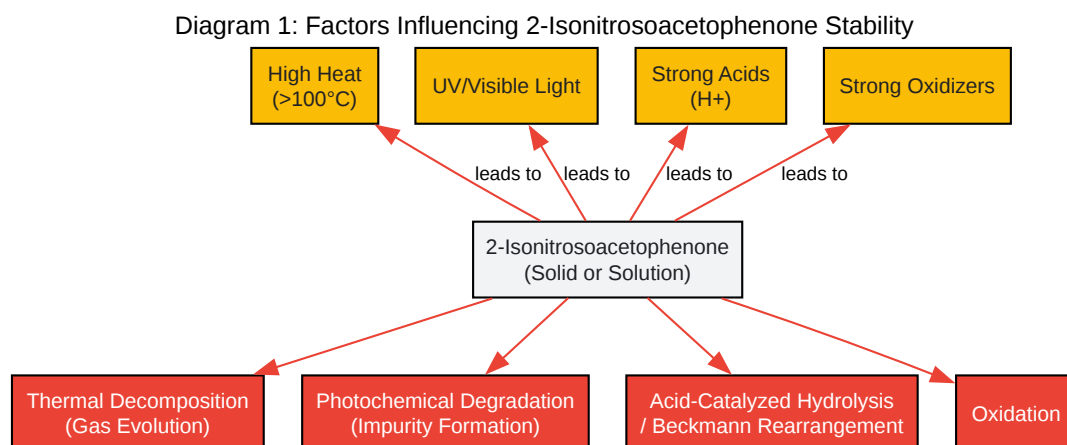 Diagram 1: Factors Influencing 2-Isonitrosoacetophenone Stability
High Heat
(>100°C)
UV/Visible Light
Strong Acids
(H+)
Strong Oxidizers
leads to
leads to
leads to
leads to
2-Isonitrosoacetophenone
(Solid or Solution)
Thermal Decomposition
(Gas Evolution)
Photochemical Degradation
(Impurity Formation)
Acid-Catalyzed Hydrolysis
/ Beckmann Rearrangement
Oxidation